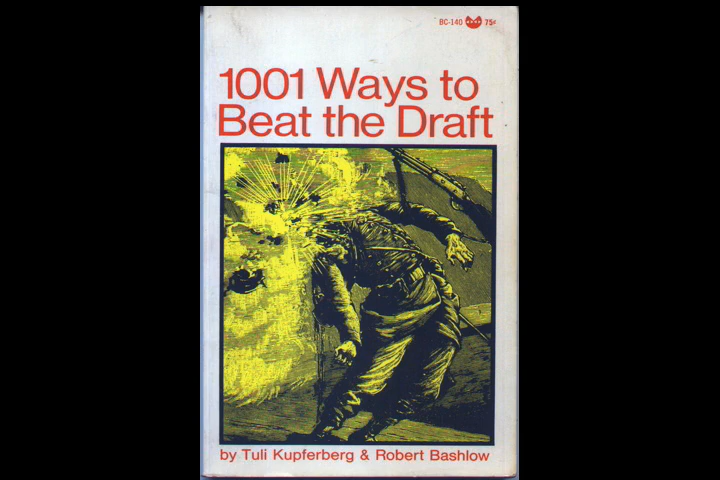 BC-140 75¢
1001 Ways to
Beat the Draft
by Tuli Kupferberg & Robert Bashlow